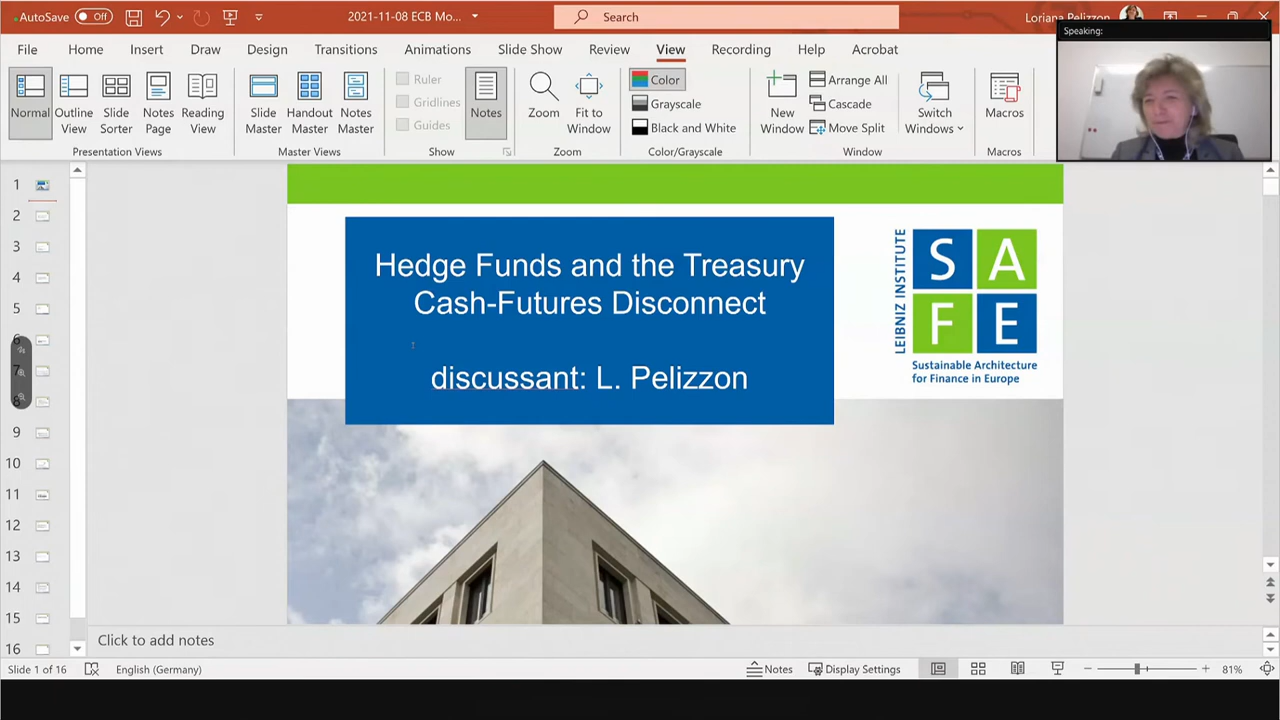 AutoSave Off
2021-11-08 ECB Mo...
Search
Loriana Pelizzon
Speaking:
File Home Insert Draw Design Transitions Animations Slide Show Review View Recording Help Acrobat
Normal
Outline View
Slide Sorter
Notes Page
Reading View
Presentation Views
Slide Master
Handout Master
Notes Master
Master Views
Ruler
Gridlines
Guides
Show
Notes
Zoom
Fit to Window
Zoom
Color
Grayscale
Black and White
Color/Grayscale
New Window
Arrange All
Cascade
Move Split
Switch Windows
Window
Macros
Macros
1
2
3
4
5
6
7
9
10
11
12
13
14
15
16
Hedge Funds and the Treasury
Cash-Futures Disconnect
discussant: L. Pelizzon
LEIBNIZ INSTITUTE
S A
F E
Sustainable Architecture
for Finance in Europe
Click to add notes
Slide 1 of 16
English (Germany)
Notes
Display Settings
81%